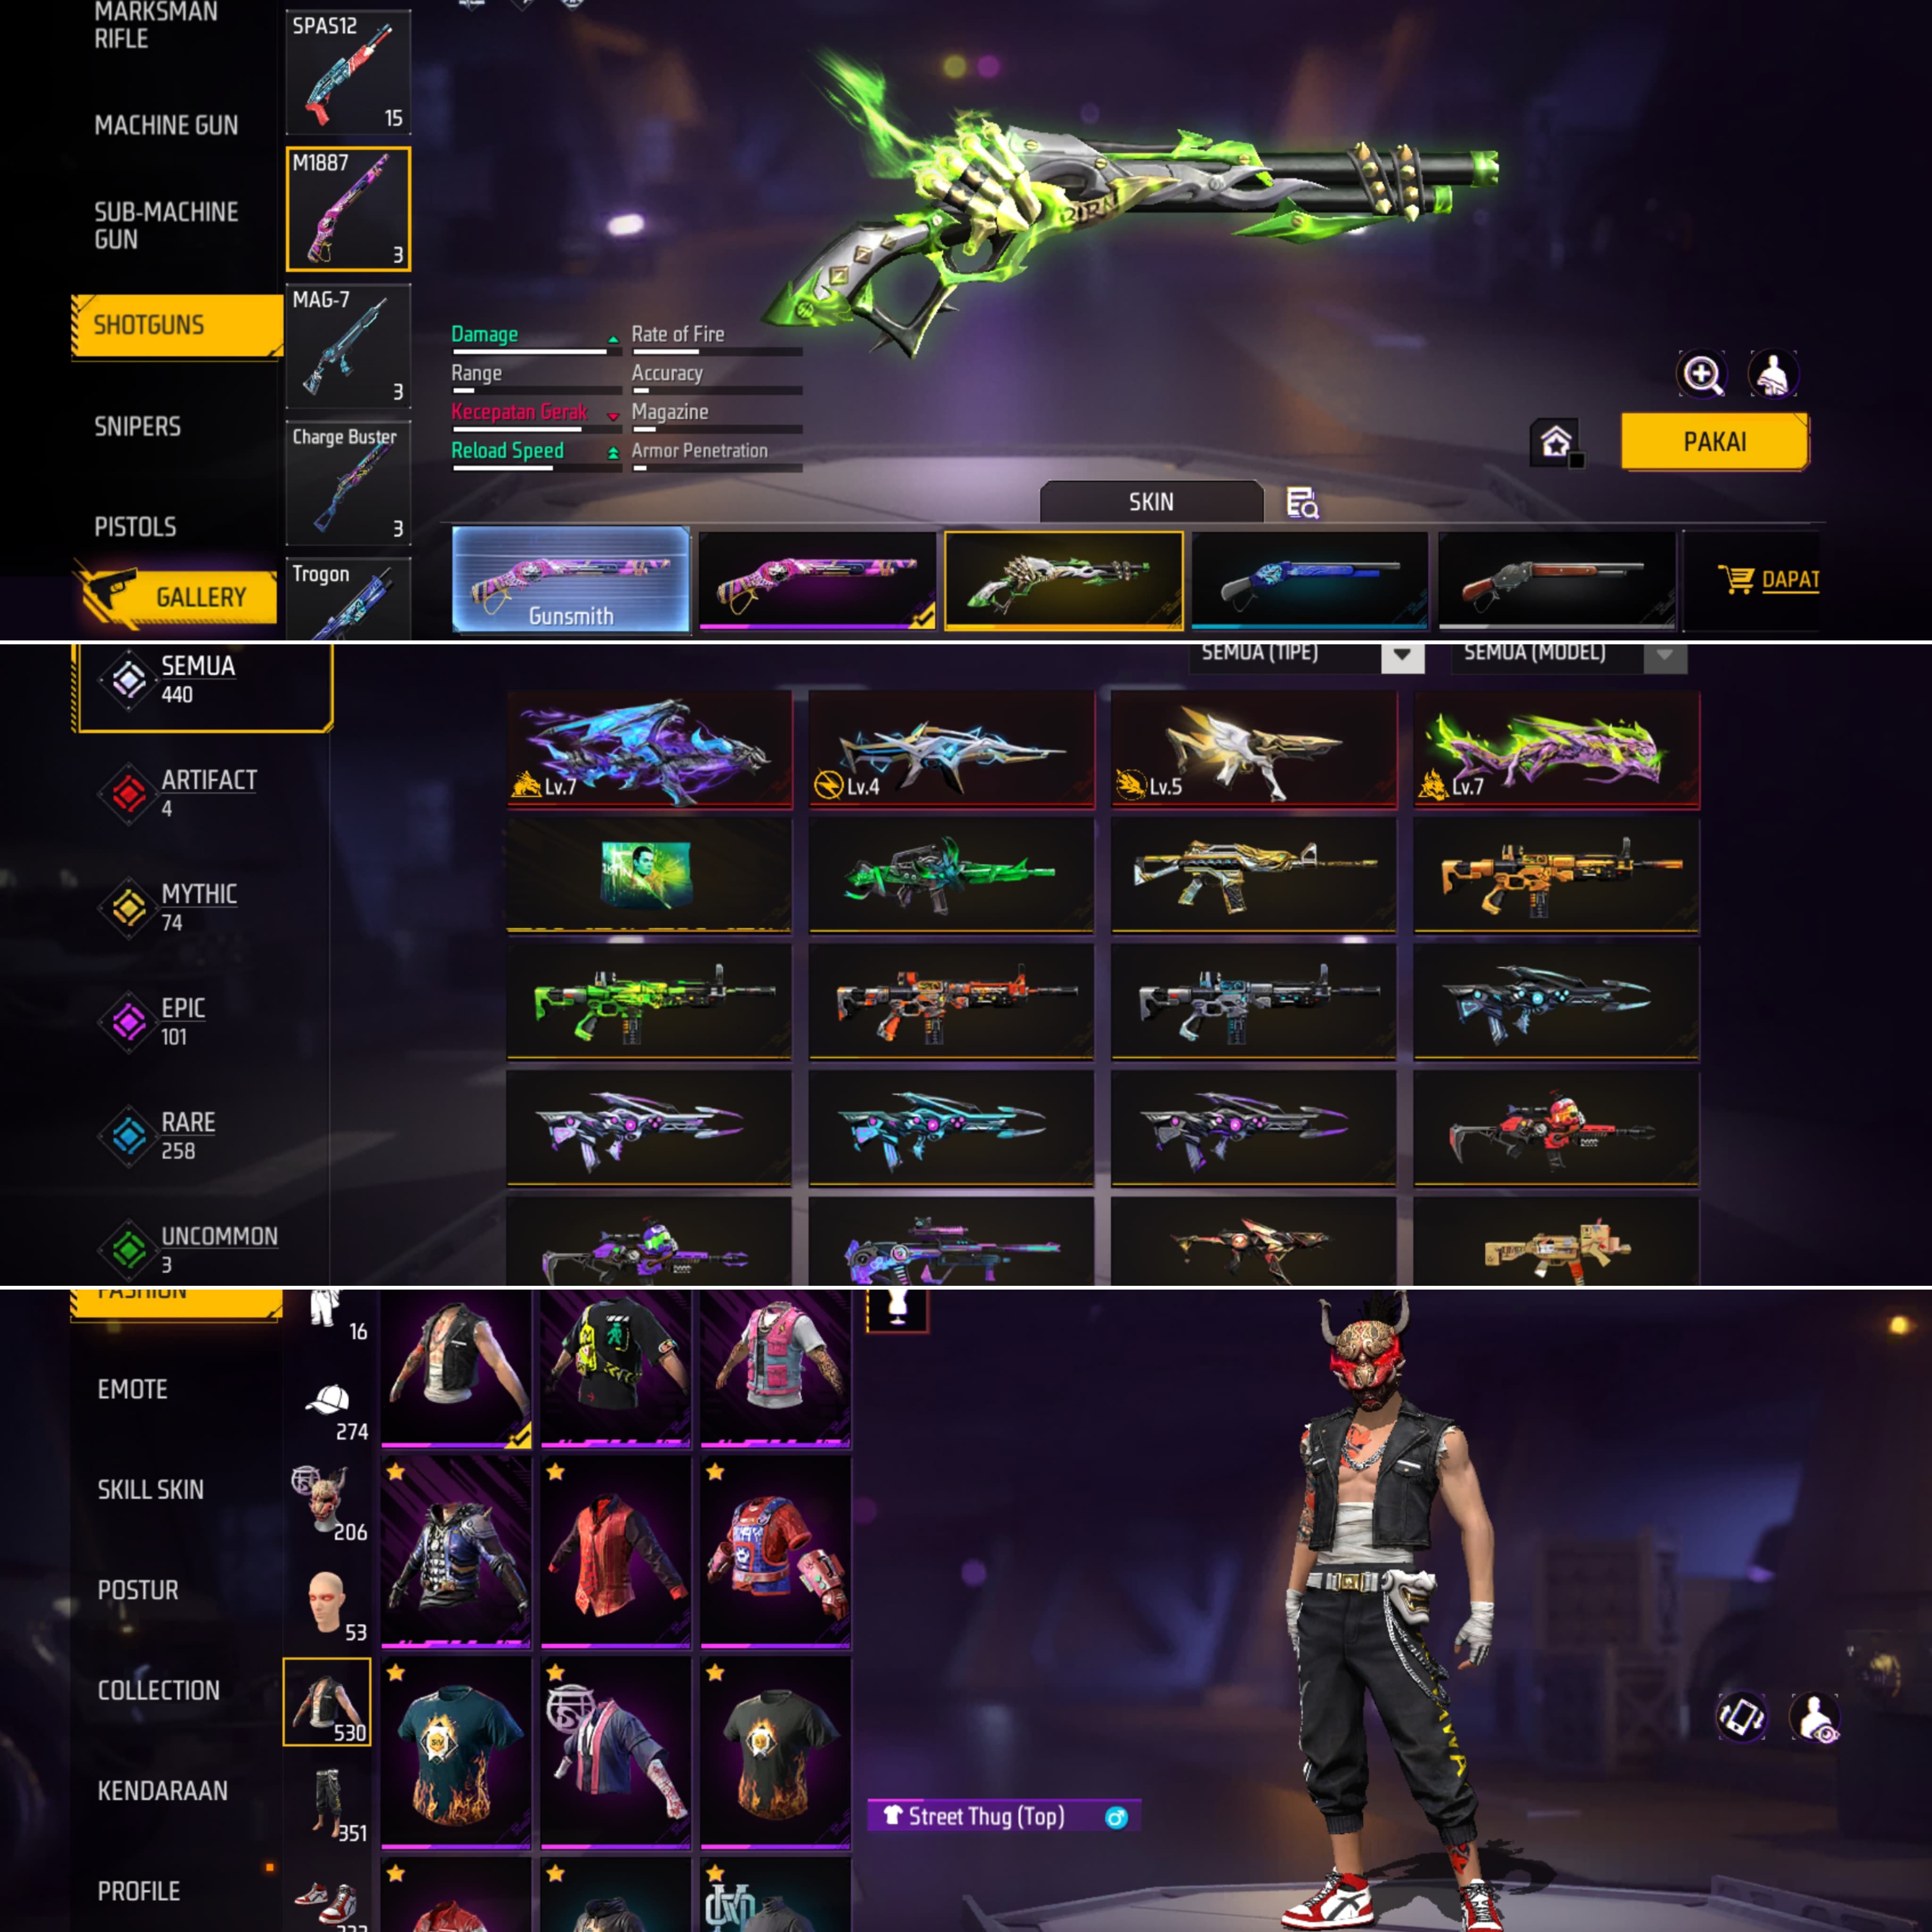 MARKSMAN
RIFLE
MACHINE GUN
SUB-MACHINE
GUN
SHOTGUNS
SNIPERS
PISTOLS
GALLERY
SPAS12
15
M1887
3
MAG-7
3
Charge Buster
3
Trogon
Damage
Rate of Fire
Range
Accuracy
Kecepatan Gerak
Magazine
Reload Speed
Armor Penetration
PAKAI
SKIN
Gunsmith
DAPAT
SEMUA
440
ARTIFACT
4
MYTHIC
74
EPIC
101
RARE
258
UNCOMMON
3
SEMUA (TIPE)
SEMUA (MODEL)
Lv.7
Lv.4
Lv.5
Lv.7
FASHION
EMOTE
SKILL SKIN
POSTUR
COLLECTION
KENDARAAN
PROFILE
16
274
206
53
530
351
Street Thug (Top)